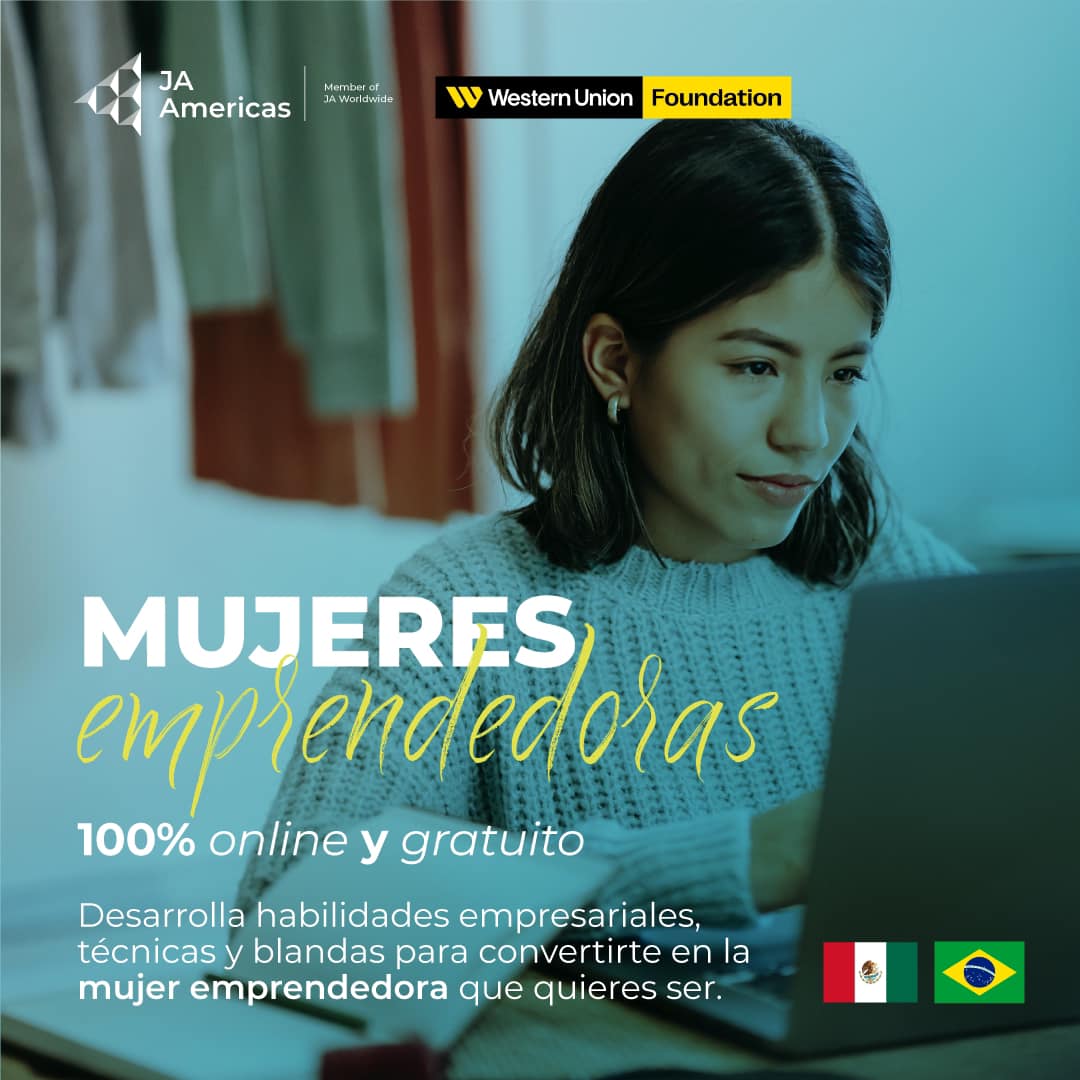 JA
Americas
Member of
JA Worldwide
Western Union Foundation
MUJERES
emprendedoras
100% online y gratuito
Desarrolla habilidades empresariales,
técnicas y blandas para convertirte en la
mujer emprendedora que quieres ser.